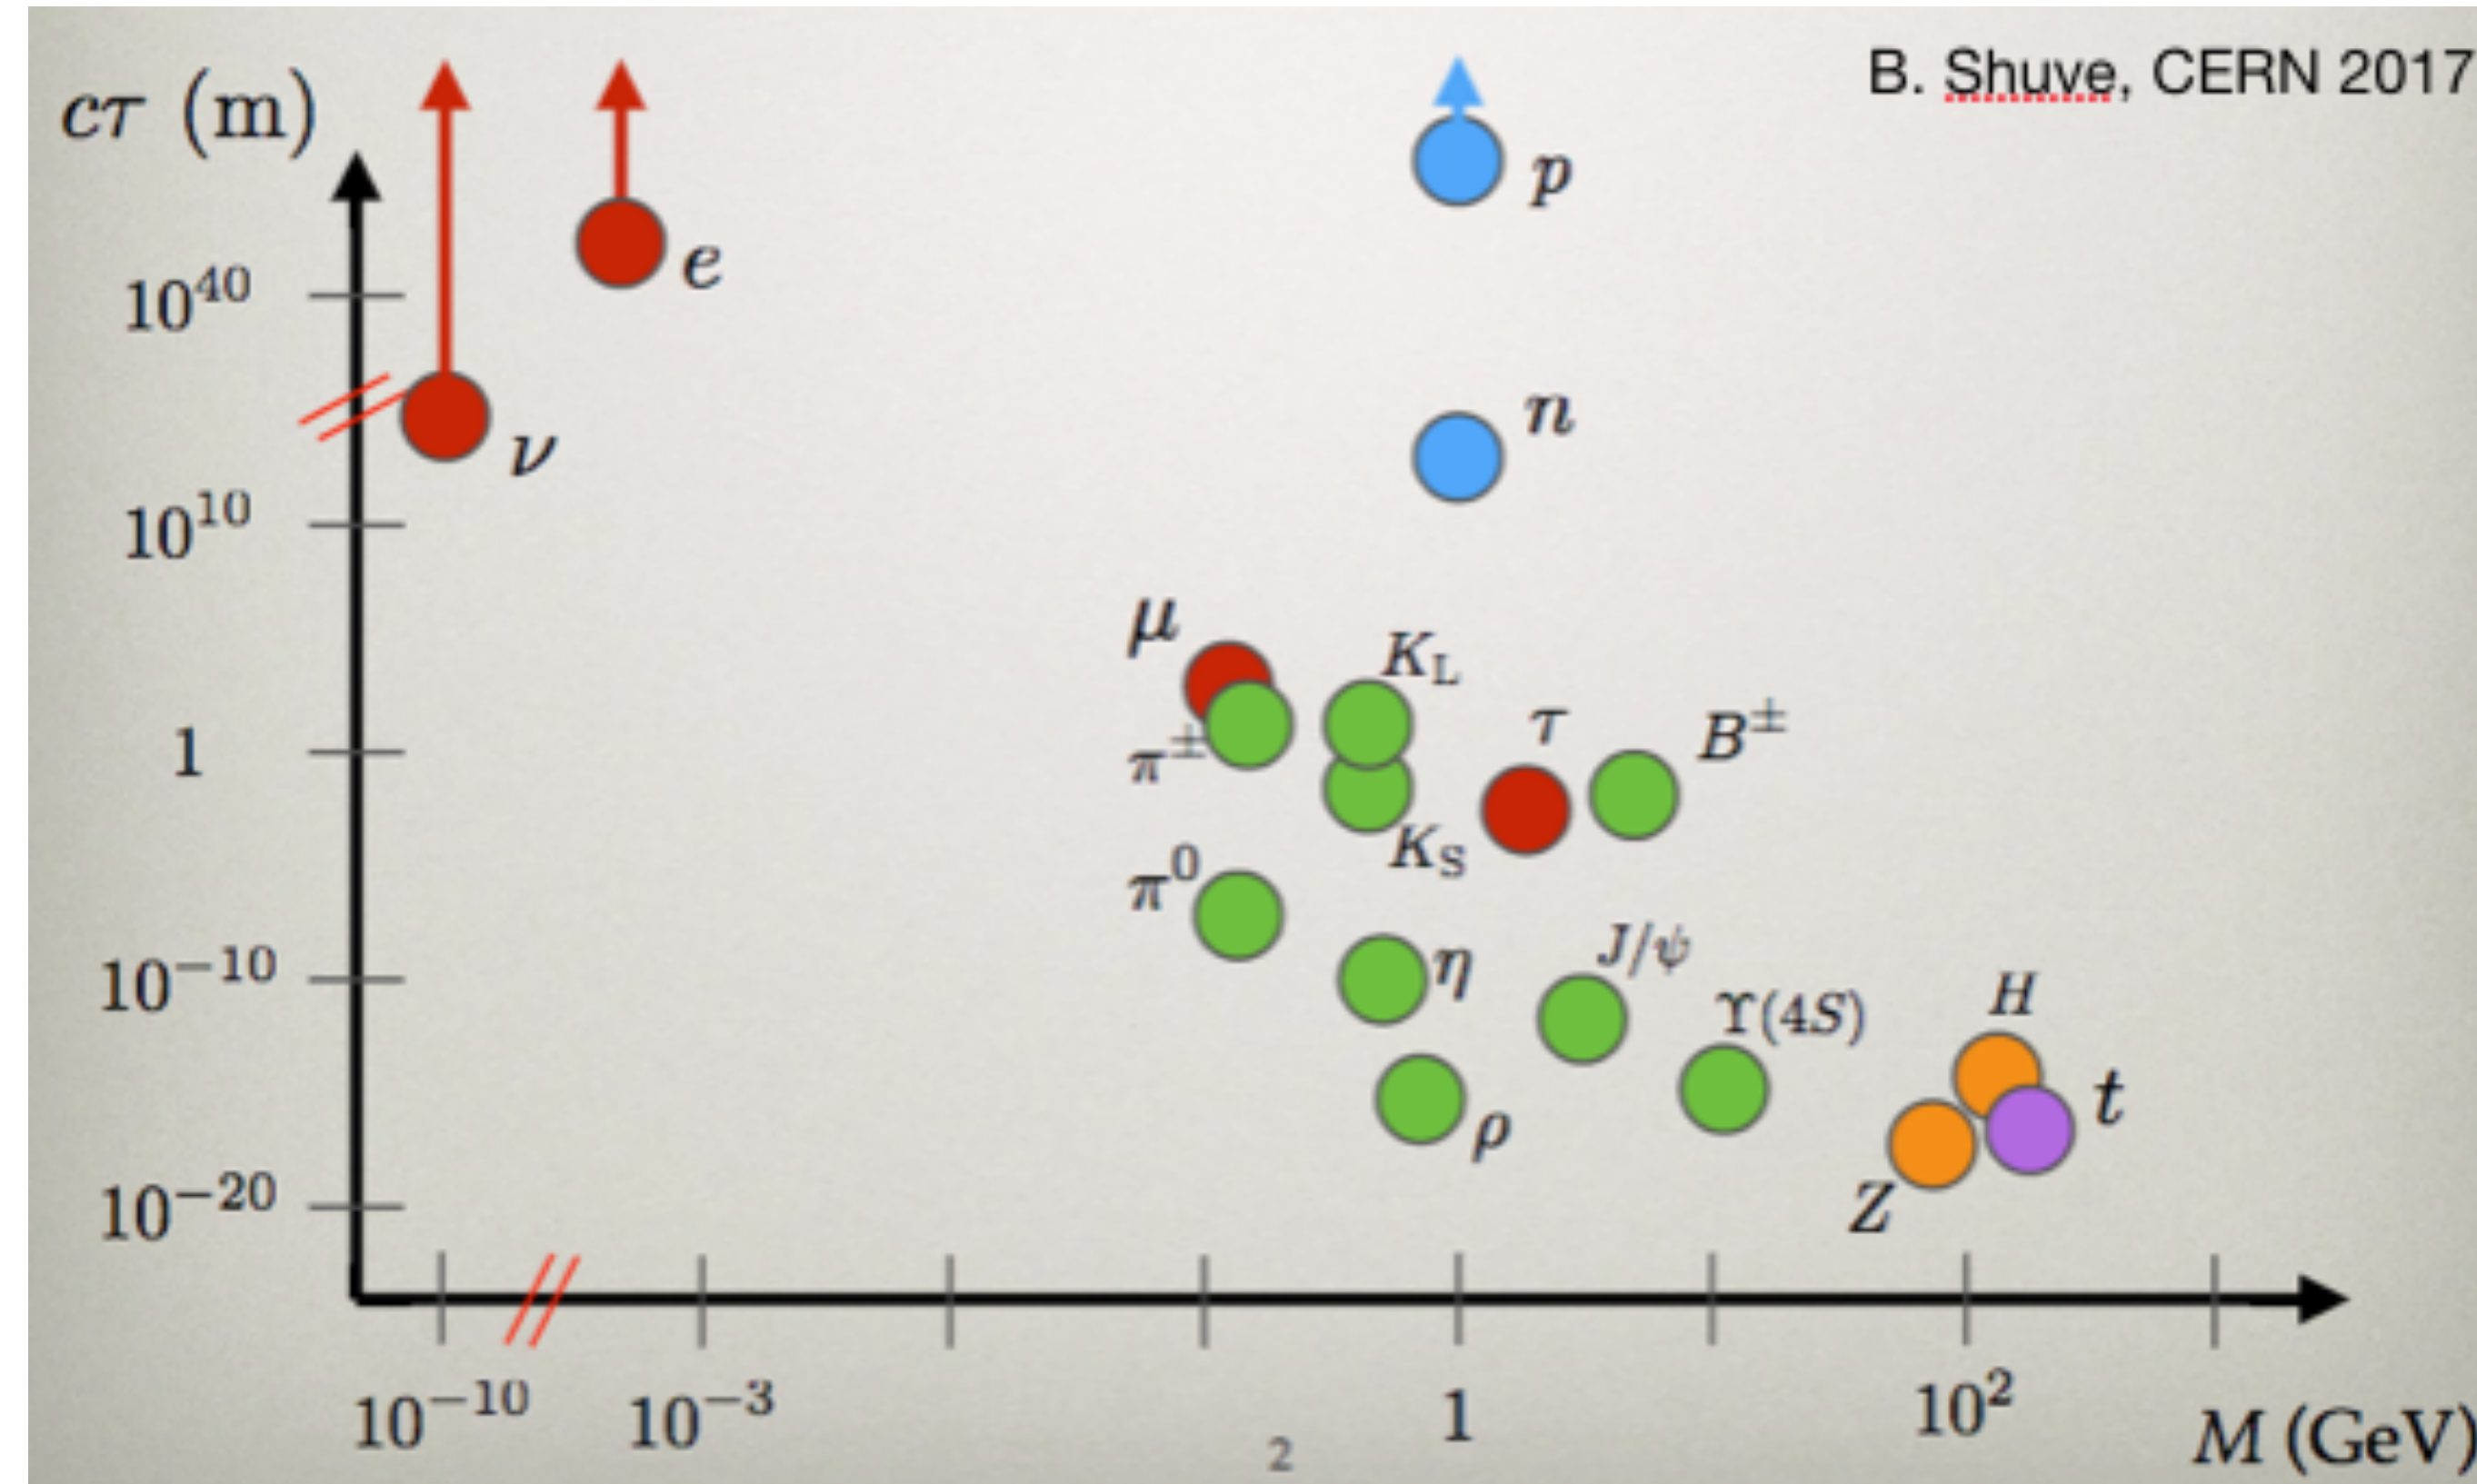 B. Shuve, CERN 2017
cτ (m)
p
e
10⁴⁰
n
ν
10¹⁰
μ
K_L
τ
B^±
1
π^±
K_S
π⁰
J/ψ
η
10⁻¹⁰
Υ(4S)
H
t
ρ
10⁻²⁰
Z
10⁻¹⁰ 10⁻³ 1 10² M (GeV)
2